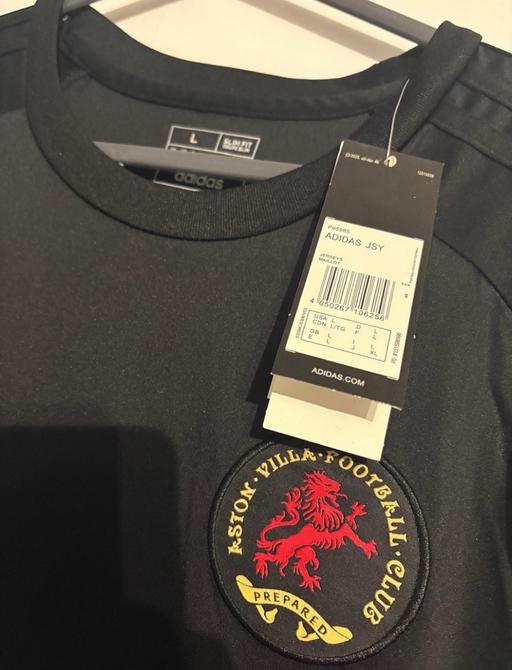 L
SLIM FIT
adidas
P95985
ADIDAS JSY
JERSEYS
MAILLOT
4 050267 106256
USA L D L
CDN L/TG F L
GB L I L
E L J XL
ADIDAS.COM
ASTON · VILLA · FOOTBALL · CLUB
PREPARED